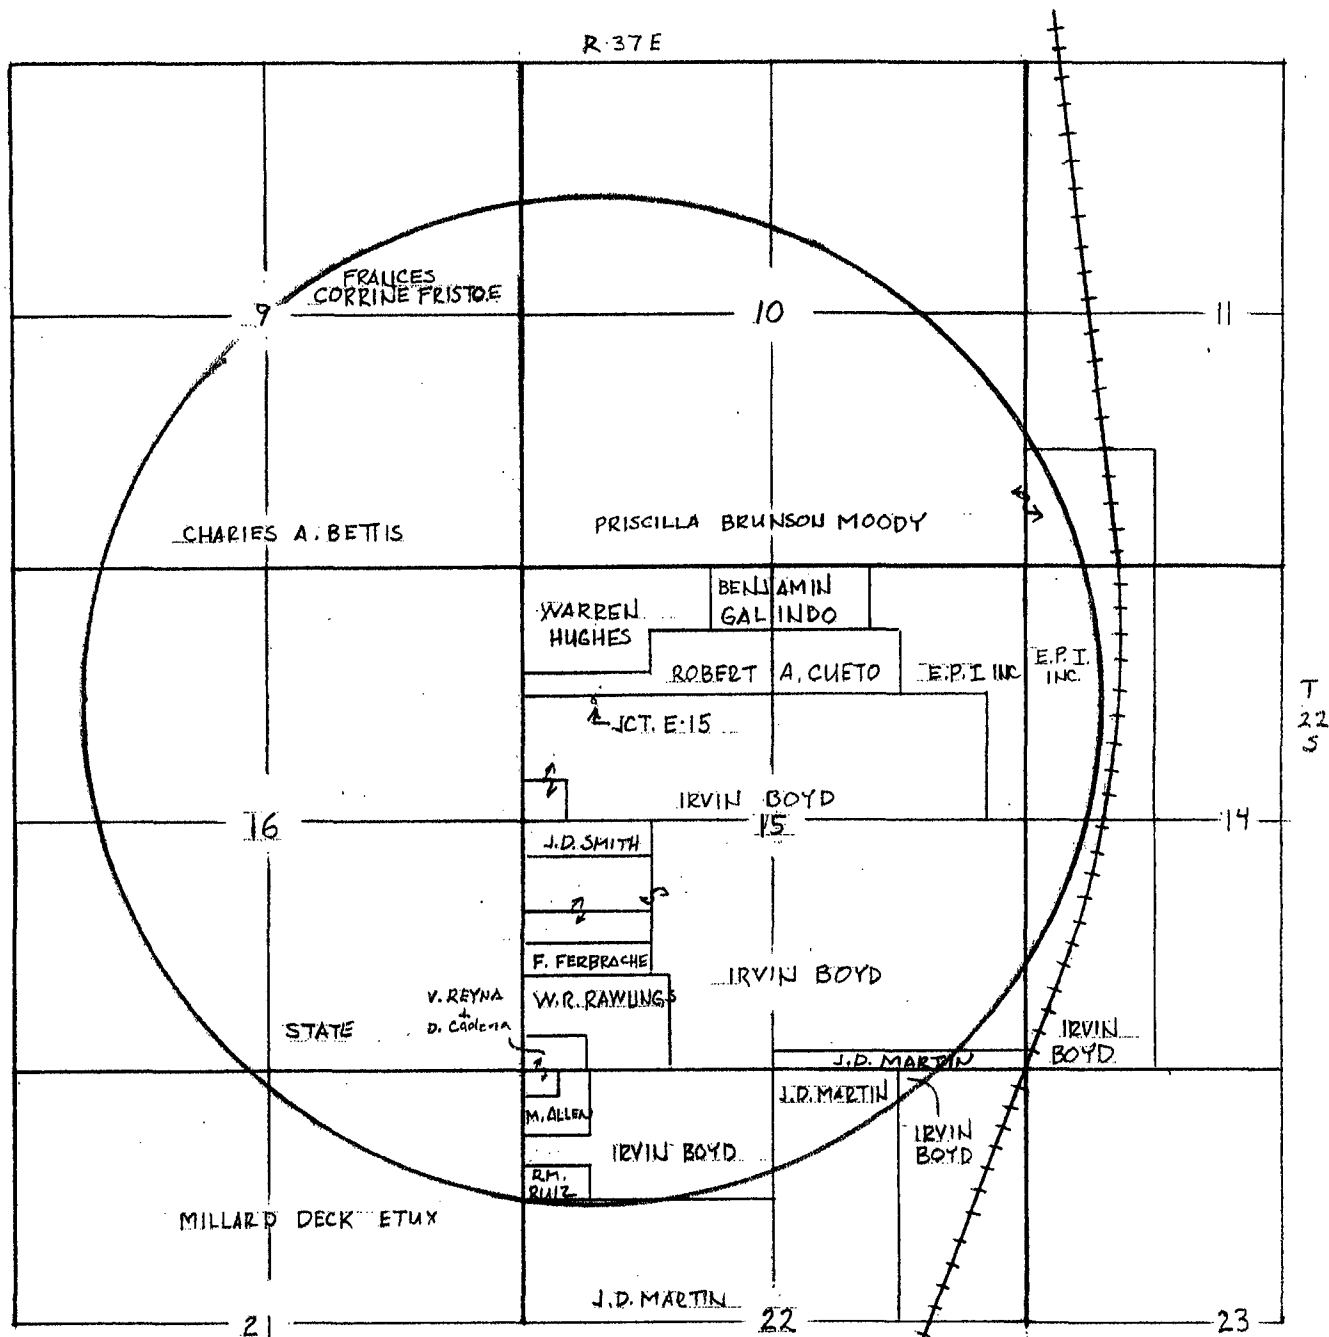 R-37E
FRANCES
CORRINE FRISTOE
9
10
11
CHARLES A. BETTIS
PRISCILLA BRUNSON MOODY
WARREN
HUGHES
BENJAMIN
GALINDO
ROBERT A. CUETO
E.P.I INC
E.P.I.
INC.
T
22
S
JCT. E-15
IRVIN BOYD
16
15
14
J.D. SMITH
F. FERBRACHE
IRVIN BOYD
V. REYNA
+
D. Cadena
W.R. RAWLINGS
STATE
IRVIN
BOYD
J.D. MARTIN
J.D. MARTIN
M. ALLEN
IRVIN BOYD
IRVIN
BOYD
R.M.
RUIZ
MILLARD DECK ETUX
J.D. MARTIN
21
22
23